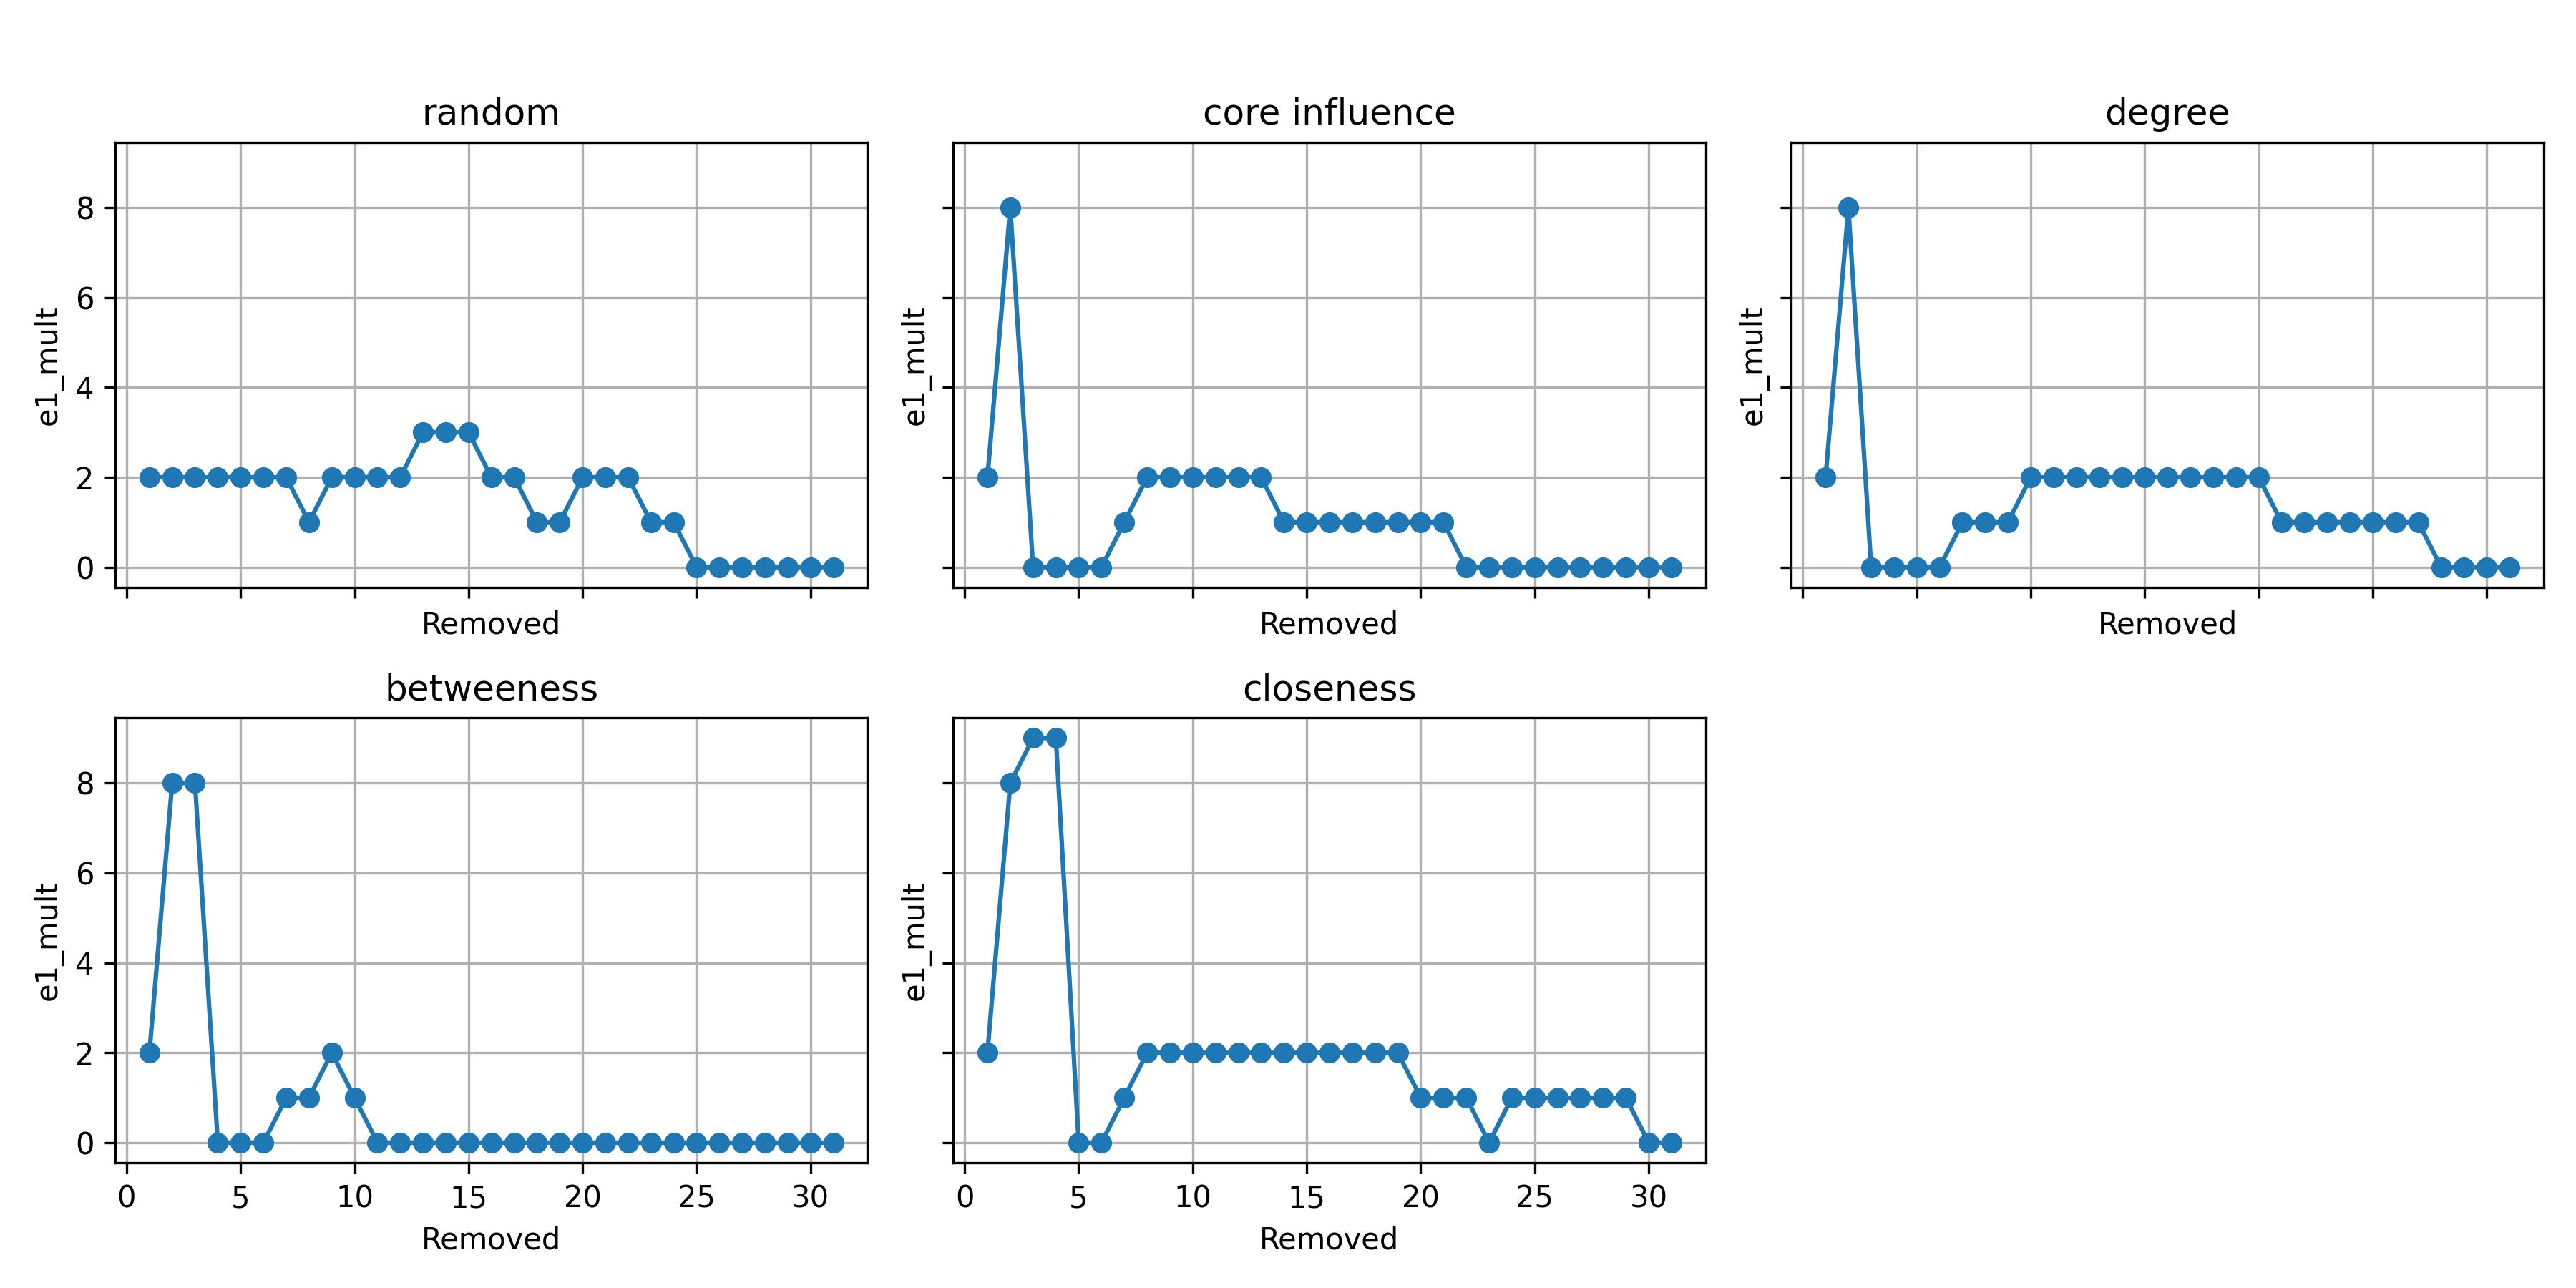 random
core influence
degree
8
6
4
2
0
e1_mult
e1_mult
e1_mult
Removed
Removed
Removed
betweeness
closeness
8
6
4
2
0
e1_mult
e1_mult
0 5 10 15 20 25 30
0 5 10 15 20 25 30
Removed
Removed